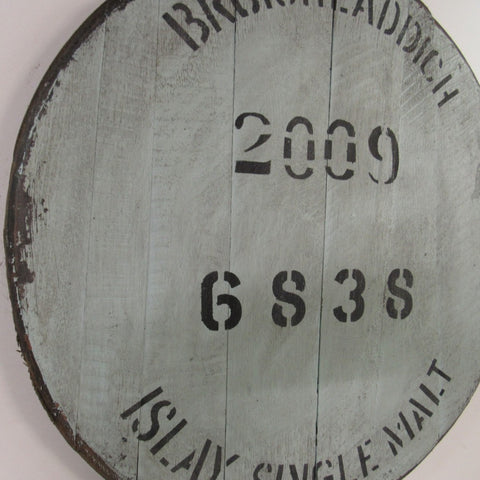 BRUICHLADDICH
2009
6838
ISLAY SINGLE MALT